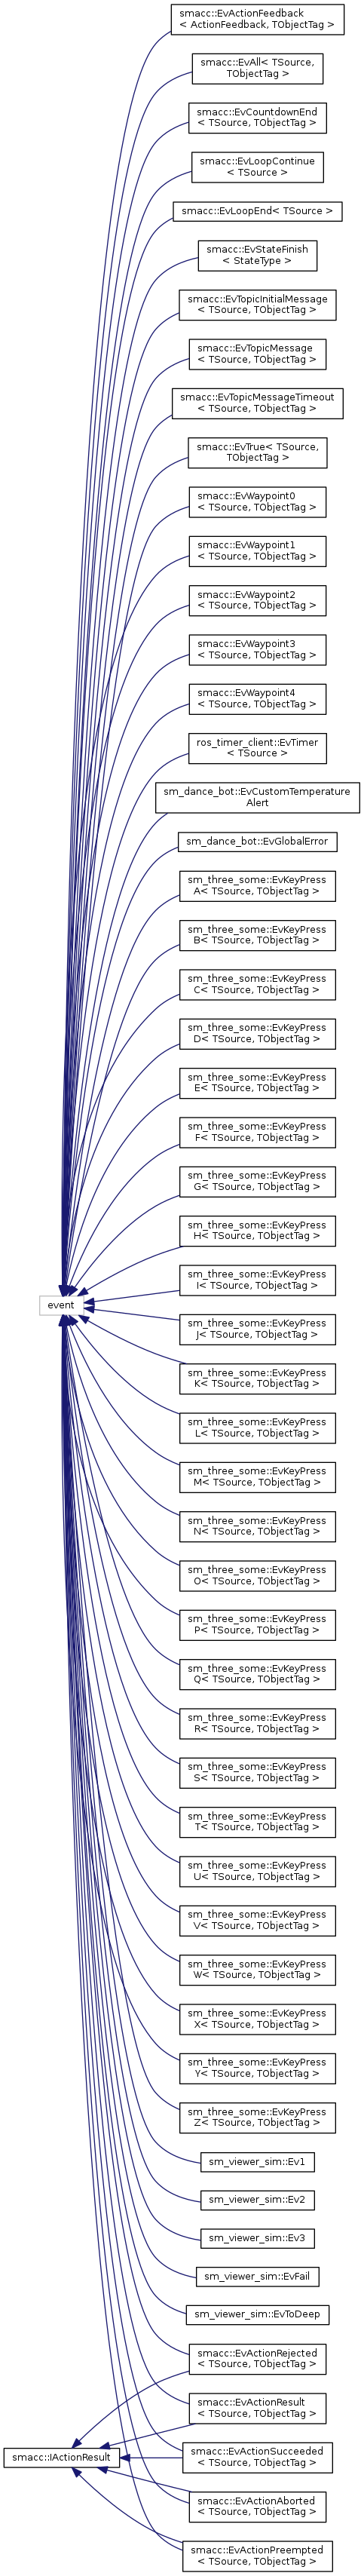 smacc::EvActionFeedback
< ActionFeedback, TObjectTag >
smacc::EvAll< TSource,
TObjectTag >
smacc::EvCountdownEnd
< TSource, TObjectTag >
smacc::EvLoopContinue
< TSource >
smacc::EvLoopEnd< TSource >
smacc::EvStateFinish
< StateType >
smacc::EvTopicInitialMessage
< TSource, TObjectTag >
smacc::EvTopicMessage
< TSource, TObjectTag >
smacc::EvTopicMessageTimeout
< TSource, TObjectTag >
smacc::EvTrue< TSource,
TObjectTag >
smacc::EvWaypoint0
< TSource, TObjectTag >
smacc::EvWaypoint1
< TSource, TObjectTag >
smacc::EvWaypoint2
< TSource, TObjectTag >
smacc::EvWaypoint3
< TSource, TObjectTag >
smacc::EvWaypoint4
< TSource, TObjectTag >
ros_timer_client::EvTimer
< TSource >
sm_dance_bot::EvCustomTemperature
Alert
sm_dance_bot::EvGlobalError
sm_three_some::EvKeyPress
A< TSource, TObjectTag >
sm_three_some::EvKeyPress
B< TSource, TObjectTag >
sm_three_some::EvKeyPress
C< TSource, TObjectTag >
sm_three_some::EvKeyPress
D< TSource, TObjectTag >
sm_three_some::EvKeyPress
E< TSource, TObjectTag >
sm_three_some::EvKeyPress
F< TSource, TObjectTag >
sm_three_some::EvKeyPress
G< TSource, TObjectTag >
sm_three_some::EvKeyPress
H< TSource, TObjectTag >
sm_three_some::EvKeyPress
I< TSource, TObjectTag >
event
sm_three_some::EvKeyPress
J< TSource, TObjectTag >
sm_three_some::EvKeyPress
K< TSource, TObjectTag >
sm_three_some::EvKeyPress
L< TSource, TObjectTag >
sm_three_some::EvKeyPress
M< TSource, TObjectTag >
sm_three_some::EvKeyPress
N< TSource, TObjectTag >
sm_three_some::EvKeyPress
O< TSource, TObjectTag >
sm_three_some::EvKeyPress
P< TSource, TObjectTag >
sm_three_some::EvKeyPress
Q< TSource, TObjectTag >
sm_three_some::EvKeyPress
R< TSource, TObjectTag >
sm_three_some::EvKeyPress
S< TSource, TObjectTag >
sm_three_some::EvKeyPress
T< TSource, TObjectTag >
sm_three_some::EvKeyPress
U< TSource, TObjectTag >
sm_three_some::EvKeyPress
V< TSource, TObjectTag >
sm_three_some::EvKeyPress
W< TSource, TObjectTag >
sm_three_some::EvKeyPress
X< TSource, TObjectTag >
sm_three_some::EvKeyPress
Y< TSource, TObjectTag >
sm_three_some::EvKeyPress
Z< TSource, TObjectTag >
sm_viewer_sim::Ev1
sm_viewer_sim::Ev2
sm_viewer_sim::Ev3
sm_viewer_sim::EvFail
sm_viewer_sim::EvToDeep
smacc::EvActionRejected
< TSource, TObjectTag >
smacc::EvActionResult
< TSource, TObjectTag >
smacc::IActionResult
smacc::EvActionSucceeded
< TSource, TObjectTag >
smacc::EvActionAborted
< TSource, TObjectTag >
smacc::EvActionPreempted
< TSource, TObjectTag >